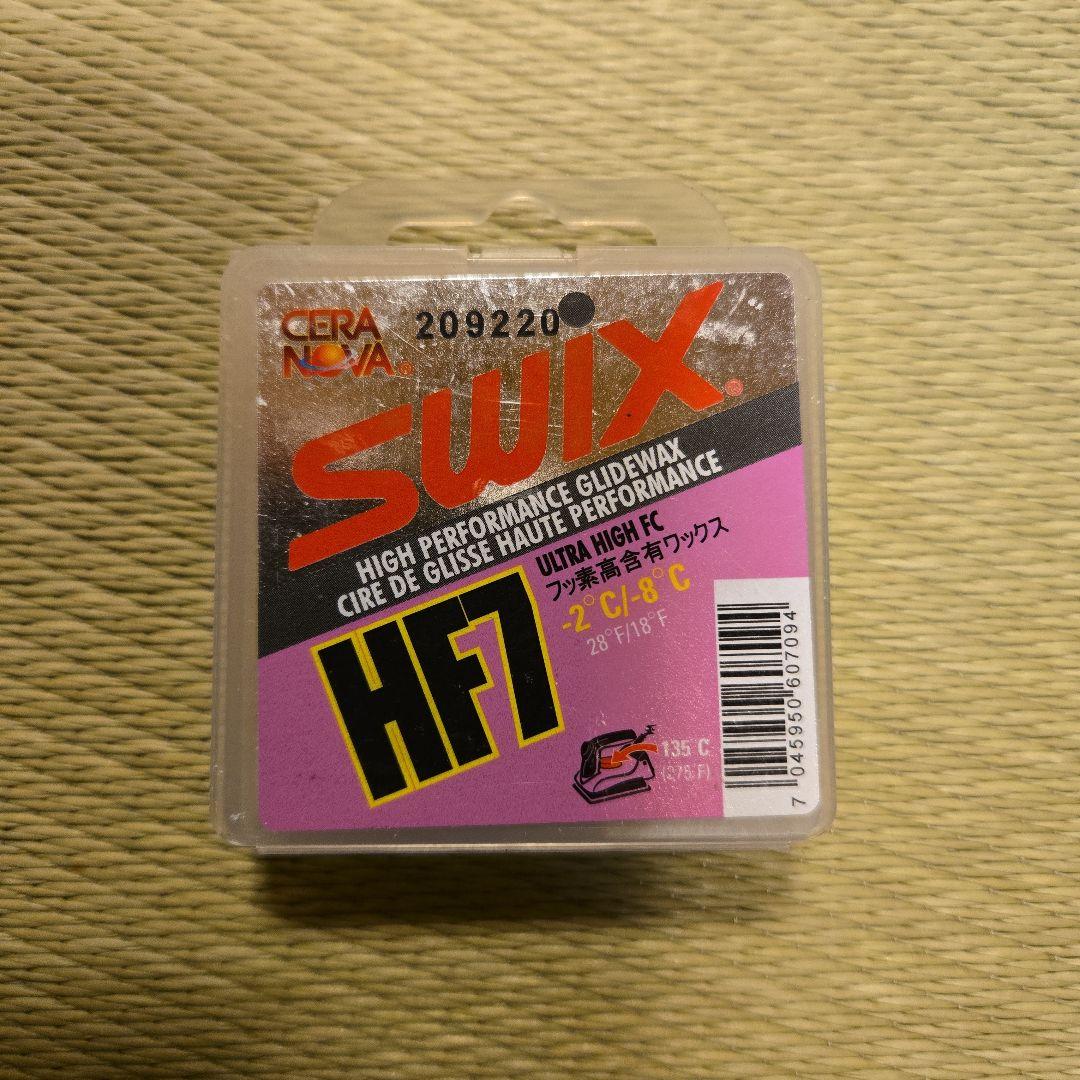 CERA
NOVA®
209220
SWIX®
HIGH PERFORMANCE GLIDEWAX
CIRE DE GLISSE HAUTE PERFORMANCE
HF7
ULTRA HIGH FC
フッ素高含有ワックス
-2°C/-8°C
28°F/18°F
135°C
(275°F)
7 045950 607094